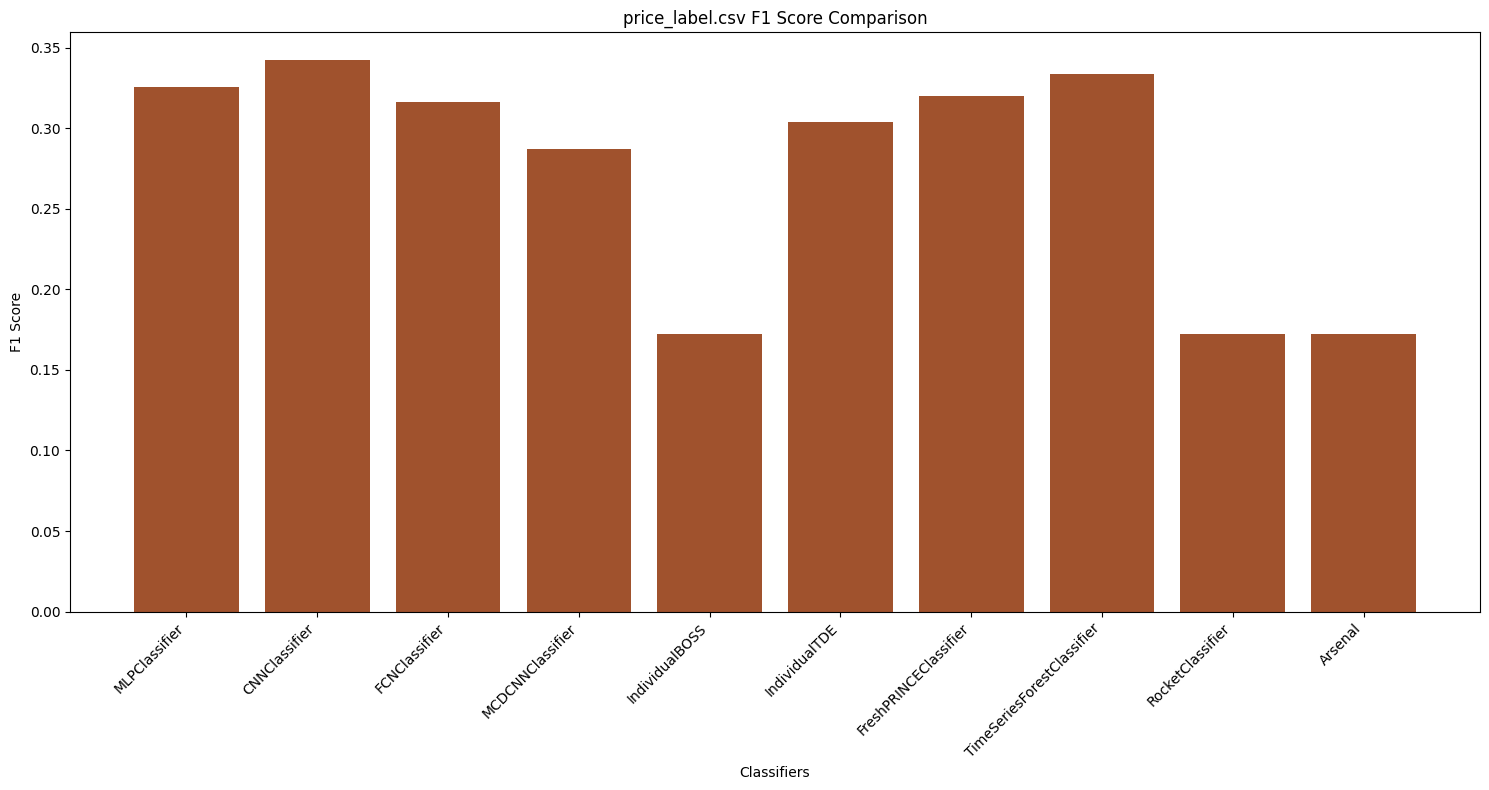 price_label.csv F1 Score Comparison
F1 Score
0.35
0.30
0.25
0.20
0.15
0.10
0.05
0.00
MLPClassifier
CNNClassifier
FCNClassifier
MCDCNNClassifier
IndividualBOSS
IndividualTDE
FreshPRINCEClassifier
TimeSeriesForestClassifier
RocketClassifier
Arsenal
Classifiers